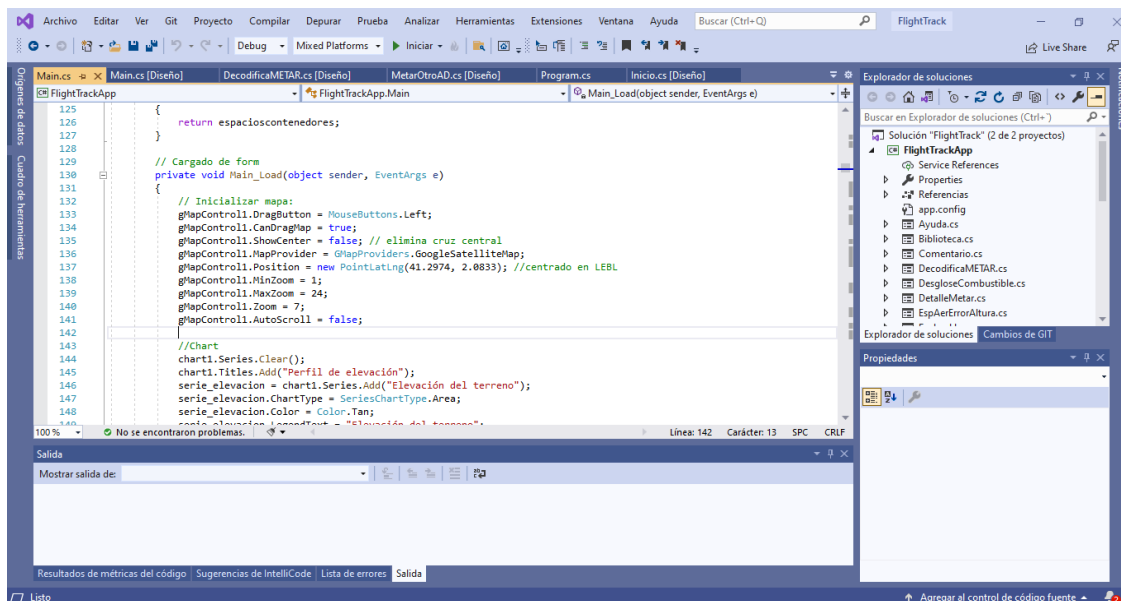 Archivo Editar Ver Git Proyecto Compilar Depurar Prueba Analizar Herramientas Extensiones Ventana Ayuda Buscar (Ctrl+Q) FlightTrack
Debug Mixed Platforms Iniciar Live Share
Orígenes de datos
Cuadro de herramientas
Main.cs Main.cs [Diseño] DecodificaMETAR.cs [Diseño] MetarOtroAD.cs [Diseño] Program.cs Inicio.cs [Diseño]
FlightTrackApp FlightTrackApp.Main Main_Load(object sender, EventArgs e)
125 {
126 return espacioscontenedores;
127 }
128
129 // Cargado de form
130 private void Main_Load(object sender, EventArgs e)
131 {
132 // Inicializar mapa:
133 gMapControl1.DragButton = MouseButtons.Left;
134 gMapControl1.CanDragMap = true;
135 gMapControl1.ShowCenter = false; // elimina cruz central
136 gMapControl1.MapProvider = GMapProviders.GoogleSatelliteMap;
137 gMapControl1.Position = new PointLatLng(41.2974, 2.0833); //centrado en LEBL
138 gMapControl1.MinZoom = 1;
139 gMapControl1.MaxZoom = 24;
140 gMapControl1.Zoom = 7;
141 gMapControl1.AutoScroll = false;
142
143 //Chart
144 chart1.Series.Clear();
145 chart1.Titles.Add("Perfil de elevación");
146 serie_elevacion = chart1.Series.Add("Elevación del terreno");
147 serie_elevacion.ChartType = SeriesChartType.Area;
148 serie_elevacion.Color = Color.Tan;
149 serie_elevacion.LegendText = "Elevación del terreno";
100 % No se encontraron problemas. Línea: 142 Carácter: 13 SPC CRLF
Salida
Mostrar salida de:
Resultados de métricas del código Sugerencias de IntelliCode Lista de errores Salida
Explorador de soluciones
Buscar en Explorador de soluciones (Ctrl+´)
Solución "FlightTrack" (2 de 2 proyectos)
FlightTrackApp
Service References
Properties
Referencias
app.config
Ayuda.cs
Biblioteca.cs
Comentario.cs
DecodificaMETAR.cs
DesgloseCombustible.cs
DetalleMetar.cs
EspAerErrorAltura.cs
Explorador de soluciones Cambios de GIT
Propiedades
Listo Agregar al control de código fuente 2